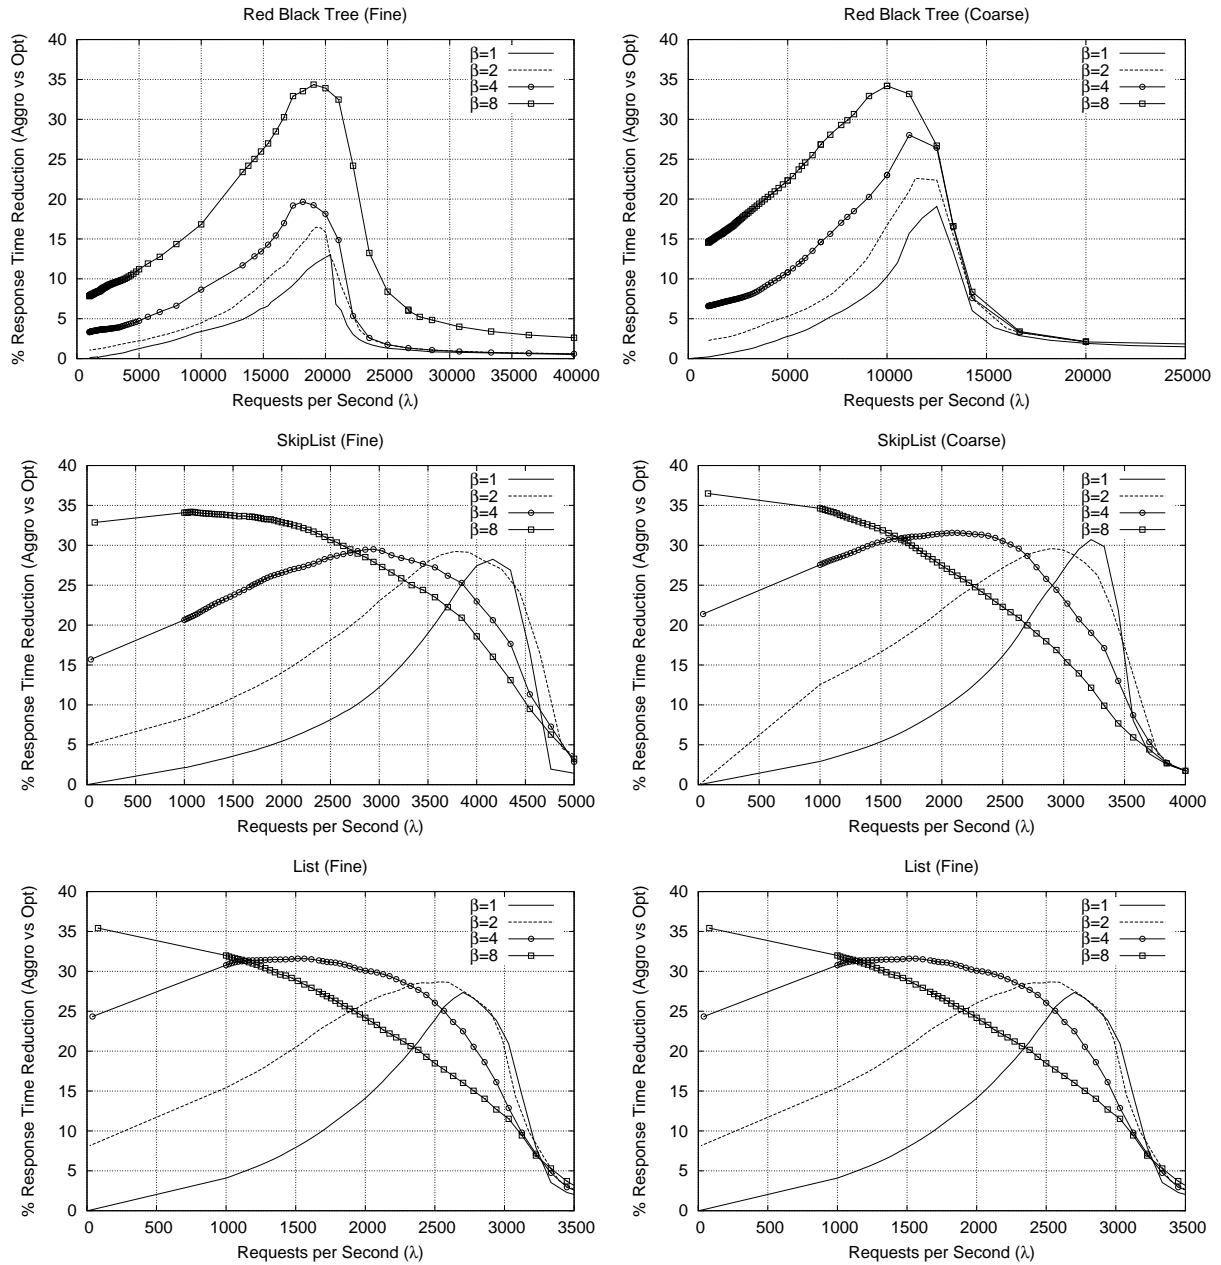 Red Black Tree (Fine)
% Response Time Reduction (Aggro vs Opt)
40
35
30
25
20
15
10
5
0
β=1
β=2
β=4
β=8
0 5000 10000 15000 20000 25000 30000 35000 40000
Requests per Second (λ)
Red Black Tree (Coarse)
% Response Time Reduction (Aggro vs Opt)
40
35
30
25
20
15
10
5
0
β=1
β=2
β=4
β=8
0 5000 10000 15000 20000 25000
Requests per Second (λ)
SkipList (Fine)
% Response Time Reduction (Aggro vs Opt)
40
35
30
25
20
15
10
5
0
β=1
β=2
β=4
β=8
0 500 1000 1500 2000 2500 3000 3500 4000 4500 5000
Requests per Second (λ)
SkipList (Coarse)
% Response Time Reduction (Aggro vs Opt)
40
35
30
25
20
15
10
5
0
β=1
β=2
β=4
β=8
0 500 1000 1500 2000 2500 3000 3500 4000
Requests per Second (λ)
List (Fine)
% Response Time Reduction (Aggro vs Opt)
40
35
30
25
20
15
10
5
0
β=1
β=2
β=4
β=8
0 500 1000 1500 2000 2500 3000 3500
Requests per Second (λ)
List (Fine)
% Response Time Reduction (Aggro vs Opt)
40
35
30
25
20
15
10
5
0
β=1
β=2
β=4
β=8
0 500 1000 1500 2000 2500 3000 3500
Requests per Second (λ)